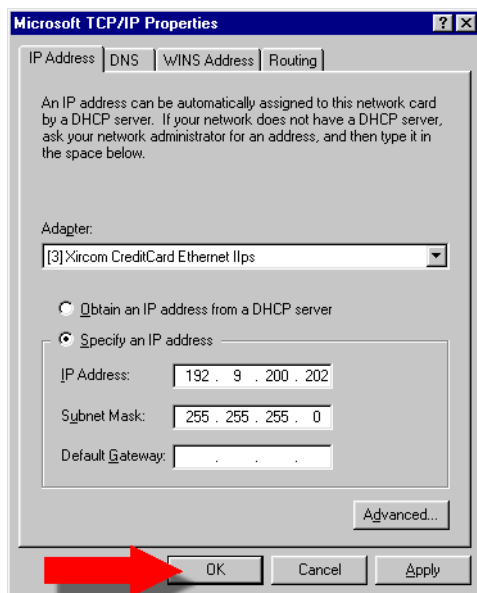 Microsoft TCP/IP Properties
IP Address DNS WINS Address Routing
An IP address can be automatically assigned to this network card
by a DHCP server. If your network does not have a DHCP server,
ask your network administrator for an address, and then type it in
the space below.
Adapter:
[3] Xircom CreditCard Ethernet IIps
Obtain an IP address from a DHCP server
Specify an IP address
IP Address: 192 . 9 . 200 . 202
Subnet Mask: 255 . 255 . 255 . 0
Default Gateway: . . .
Advanced...
OK Cancel Apply